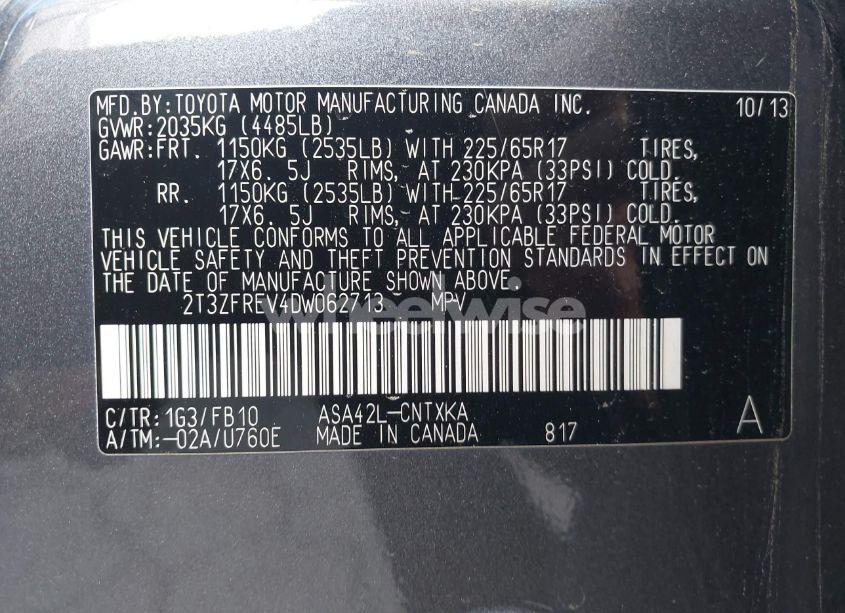 MFD.BY:TOYOTA MOTOR MANUFACTURING CANADA INC. 10/13
GVWR:2035KG (4485LB)
GAWR:FRT. 1150KG (2535LB) WITH 225/65R17 TIRES,
17X6.5J RIMS, AT 230KPA (33PSI) COLD.
RR. 1150KG (2535LB) WITH 225/65R17 TIRES,
17X6.5J RIMS, AT 230KPA (33PSI) COLD.
THIS VEHICLE CONFORMS TO ALL APPLICABLE FEDERAL MOTOR
VEHICLE SAFETY AND THEFT PREVENTION STANDARDS IN EFFECT ON
THE DATE OF MANUFACTURE SHOWN ABOVE.
2T3ZFREV4DW062713 MPV
wheelwise
C/TR:1G3/FB10 ASA42L-CNTXKA
A/TM:-02A/U760E MADE IN CANADA 817 A